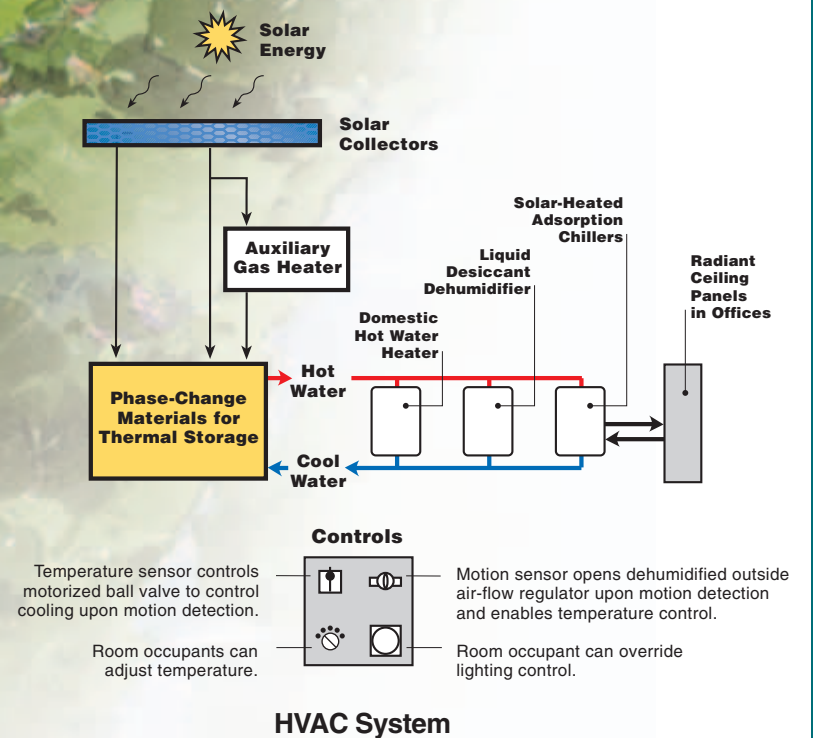 Solar
Energy
Solar
Collectors
Auxiliary
Gas Heater
Solar-Heated
Adsorption
Chillers
Liquid
Desiccant
Dehumidifier
Domestic
Hot Water
Heater
Radiant
Ceiling
Panels
in Offices
Phase-Change
Materials for
Thermal Storage
Hot
Water
Cool
Water
Controls
Temperature sensor controls
motorized ball valve to control
cooling upon motion detection.
Motion sensor opens dehumidified outside
air-flow regulator upon motion detection
and enables temperature control.
Room occupants can
adjust temperature.
Room occupant can override
lighting control.
HVAC System